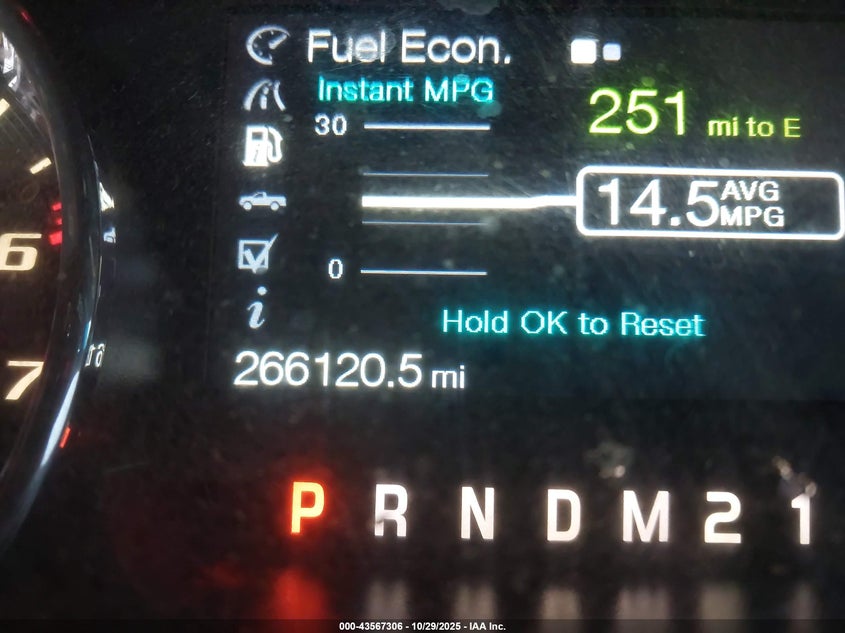 Fuel Econ.
Instant MPG
30
251 mi to E
14.5 AVG MPG
0
Hold OK to Reset
266120.5 mi
6
7
P R N D M 2 1
000-43567306 - 10/29/2025 - IAA Inc.